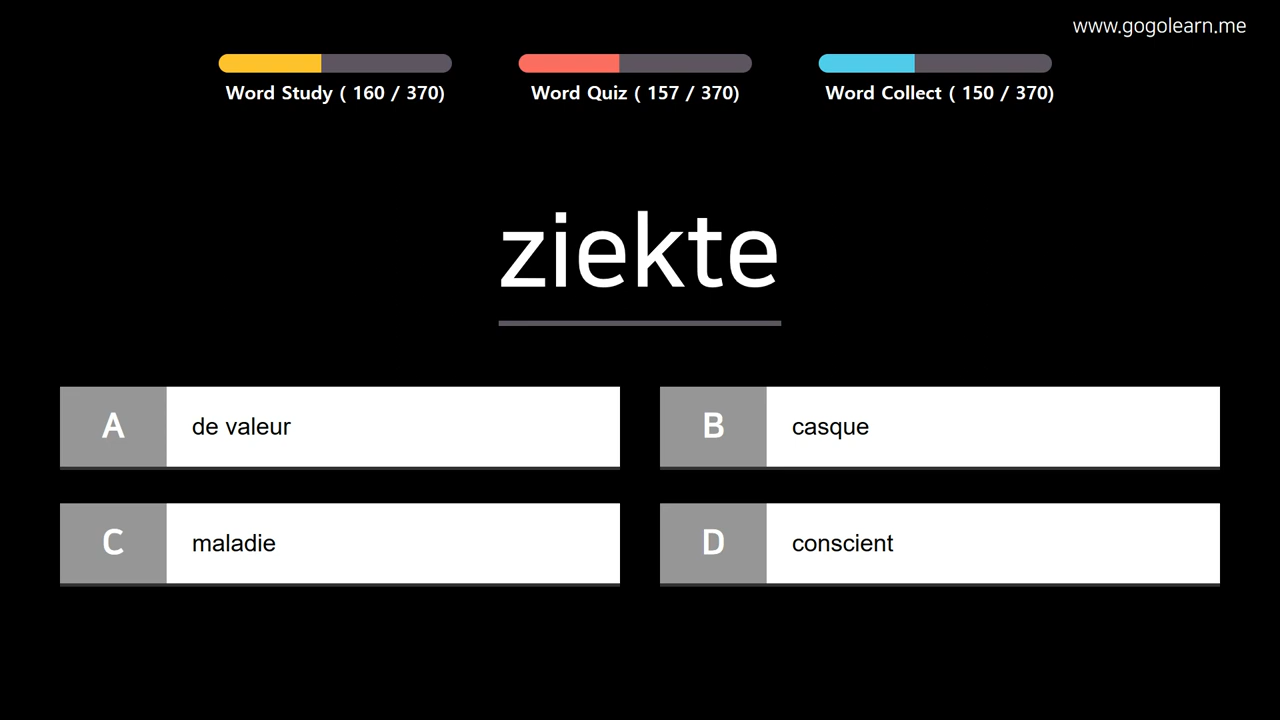 www.gogolearn.me
Word Study ( 160 / 370)
Word Quiz ( 157 / 370)
Word Collect ( 150 / 370)
ziekte
A
de valeur
B
casque
C
maladie
D
conscient